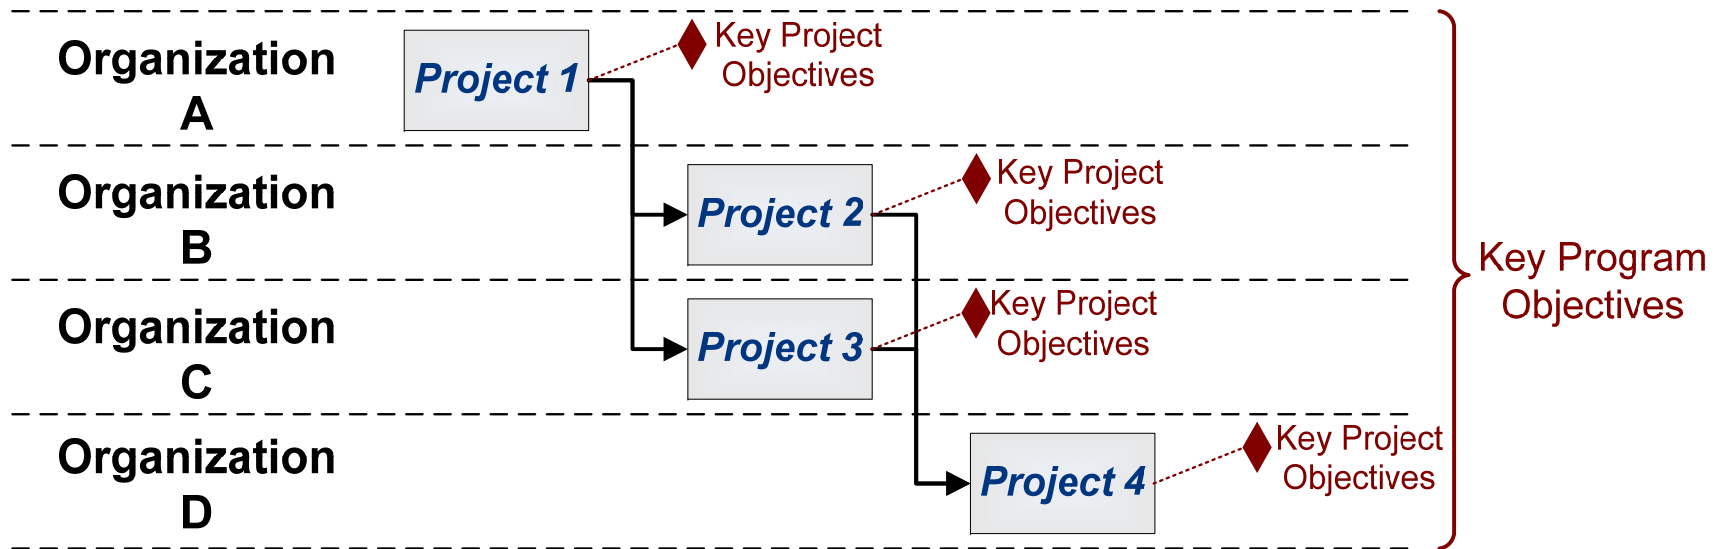 Organization
A
Project 1
Key Project
Objectives
Organization
B
Project 2
Key Project
Objectives
Organization
C
Project 3
Key Project
Objectives
Organization
D
Project 4
Key Project
Objectives
Key Program
Objectives